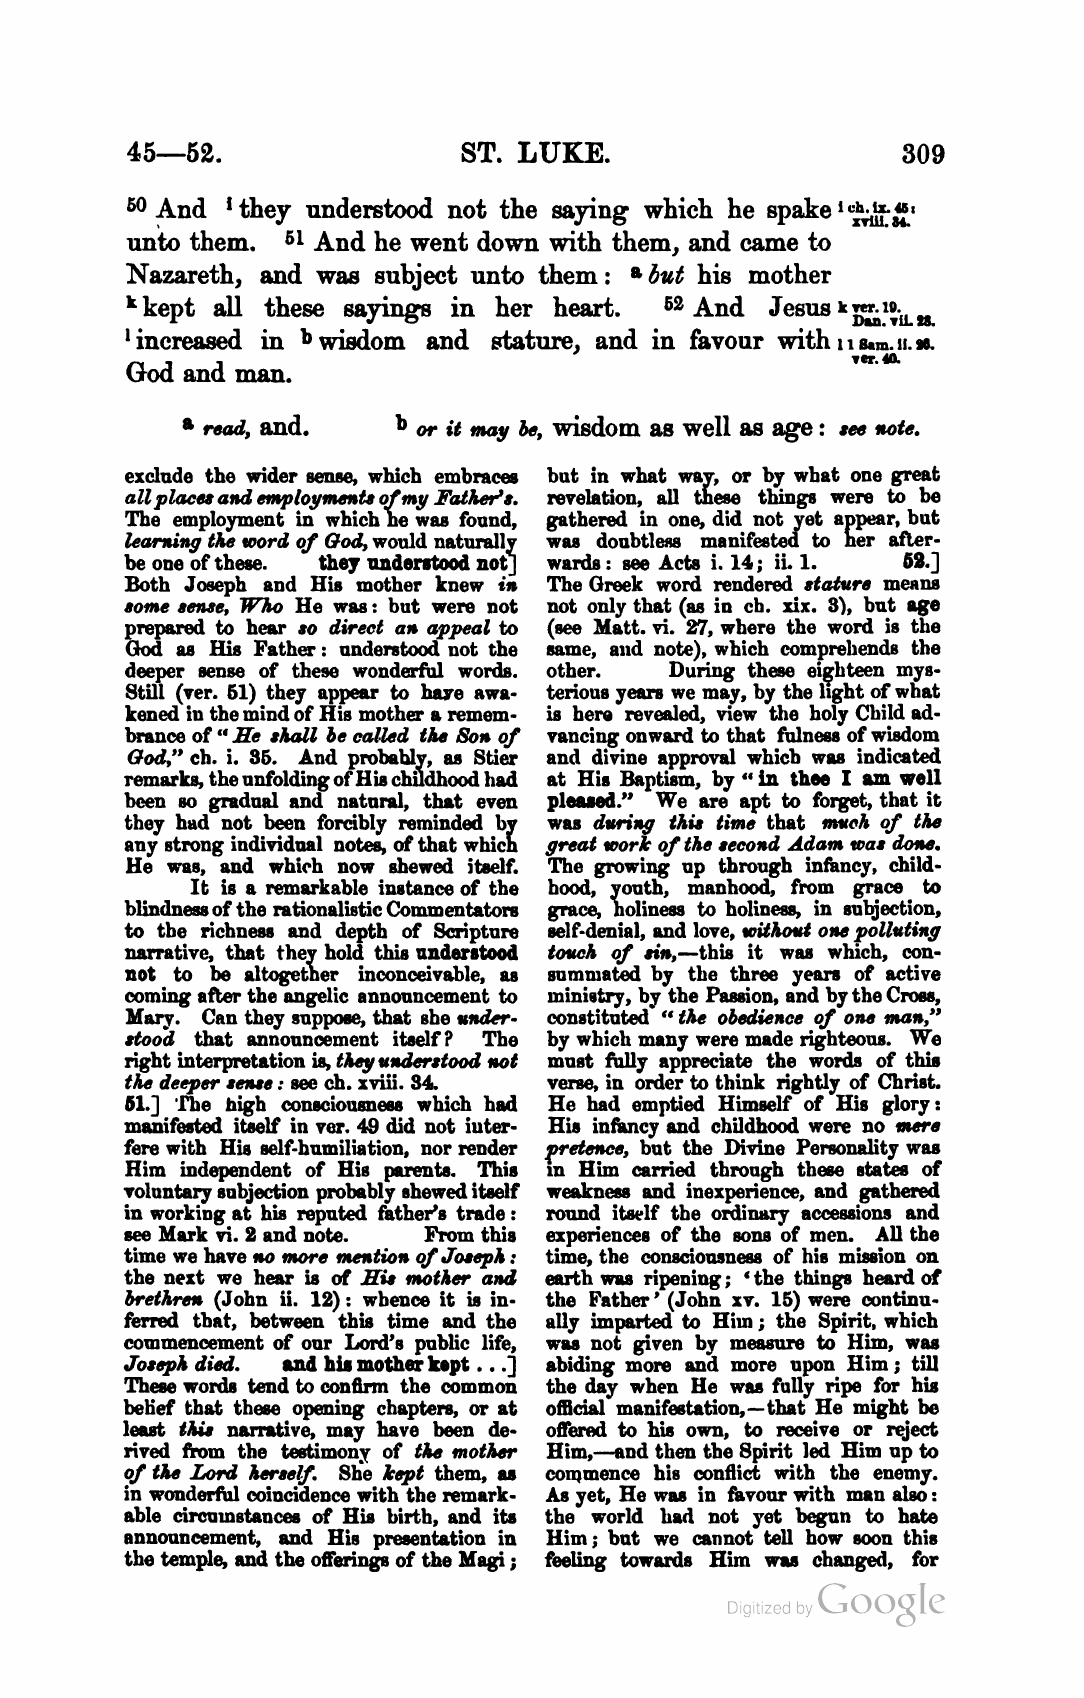 45—52. ST. LUKE. 309
50 And i they understood not the saying which he spake
unto them. 51 And he went down with them, and came to
Nazareth, and was subject unto them: a but his mother
k kept all these sayings in her heart. 52 And Jesus
l increased in b wisdom and stature, and in favour with
God and man.
i ch. ix. 45:
xviii. 34.
k ver. 19.
Dan. vii. 28.
l 1 Sam. ii. 26.
ver. 40.
a read, and. b or it may be, wisdom as well as age: see note.
exclude the wider sense, which embraces
all places and employments of my Father's.
The employment in which he was found,
learning the word of God, would naturally
be one of these. they understood not]
Both Joseph and His mother knew in
some sense, Who He was: but were not
prepared to hear so direct an appeal to
God as His Father: understood not the
deeper sense of these wonderful words.
Still (ver. 51) they appear to have awa-
kened in the mind of His mother a remem-
brance of "He shall be called the Son of
God," ch. i. 35. And probably, as Stier
remarks, the unfolding of His childhood had
been so gradual and natural, that even
they had not been forcibly reminded by
any strong individual notes, of that which
He was, and which now shewed itself.
It is a remarkable instance of the
blindness of the rationalistic Commentators
to the richness and depth of Scripture
narrative, that they hold this understood
not to be altogether inconceivable, as
coming after the angelic announcement to
Mary. Can they suppose, that she under-
stood that announcement itself? The
right interpretation is, they understood not
the deeper sense: see ch. xviii. 34.
51.] The high consciousness which had
manifested itself in ver. 49 did not inter-
fere with His self-humiliation, nor render
Him independent of His parents. This
voluntary subjection probably shewed itself
in working at his reputed father's trade:
see Mark vi. 2 and note. From this
time we have no more mention of Joseph:
the next we hear is of His mother and
brethren (John ii. 12): whence it is in-
ferred that, between this time and the
commencement of our Lord's public life,
Joseph died. and his mother kept . . .]
These words tend to confirm the common
belief that these opening chapters, or at
least this narrative, may have been de-
rived from the testimony of the mother
of the Lord herself. She kept them, as
in wonderful coincidence with the remark-
able circumstances of His birth, and its
announcement, and His presentation in
the temple, and the offerings of the Magi;
but in what way, or by what one great
revelation, all these things were to be
gathered in one, did not yet appear, but
was doubtless manifested to her after-
wards: see Acts i. 14; ii. 1. 52.]
The Greek word rendered stature means
not only that (as in ch. xix. 3), but age
(see Matt. vi. 27, where the word is the
same, and note), which comprehends the
other. During these eighteen mys-
terious years we may, by the light of what
is here revealed, view the holy Child ad-
vancing onward to that fulness of wisdom
and divine approval which was indicated
at His Baptism, by "in thee I am well
pleased." We are apt to forget, that it
was during this time that much of the
great work of the second Adam was done.
The growing up through infancy, child-
hood, youth, manhood, from grace to
grace, holiness to holiness, in subjection,
self-denial, and love, without one polluting
touch of sin,—this it was which, con-
summated by the three years of active
ministry, by the Passion, and by the Cross,
constituted "the obedience of one man,"
by which many were made righteous. We
must fully appreciate the words of this
verse, in order to think rightly of Christ.
He had emptied Himself of His glory:
His infancy and childhood were no mere
pretence, but the Divine Personality was
in Him carried through these states of
weakness and inexperience, and gathered
round itself the ordinary accessions and
experiences of the sons of men. All the
time, the consciousness of his mission on
earth was ripening; 'the things heard of
the Father' (John xv. 15) were continu-
ally imparted to Him; the Spirit, which
was not given by measure to Him, was
abiding more and more upon Him; till
the day when He was fully ripe for his
official manifestation,—that He might be
offered to his own, to receive or reject
Him,—and then the Spirit led Him up to
commence his conflict with the enemy.
As yet, He was in favour with man also:
the world had not yet begun to hate
Him; but we cannot tell how soon this
feeling towards Him was changed, for
Digitized by Google